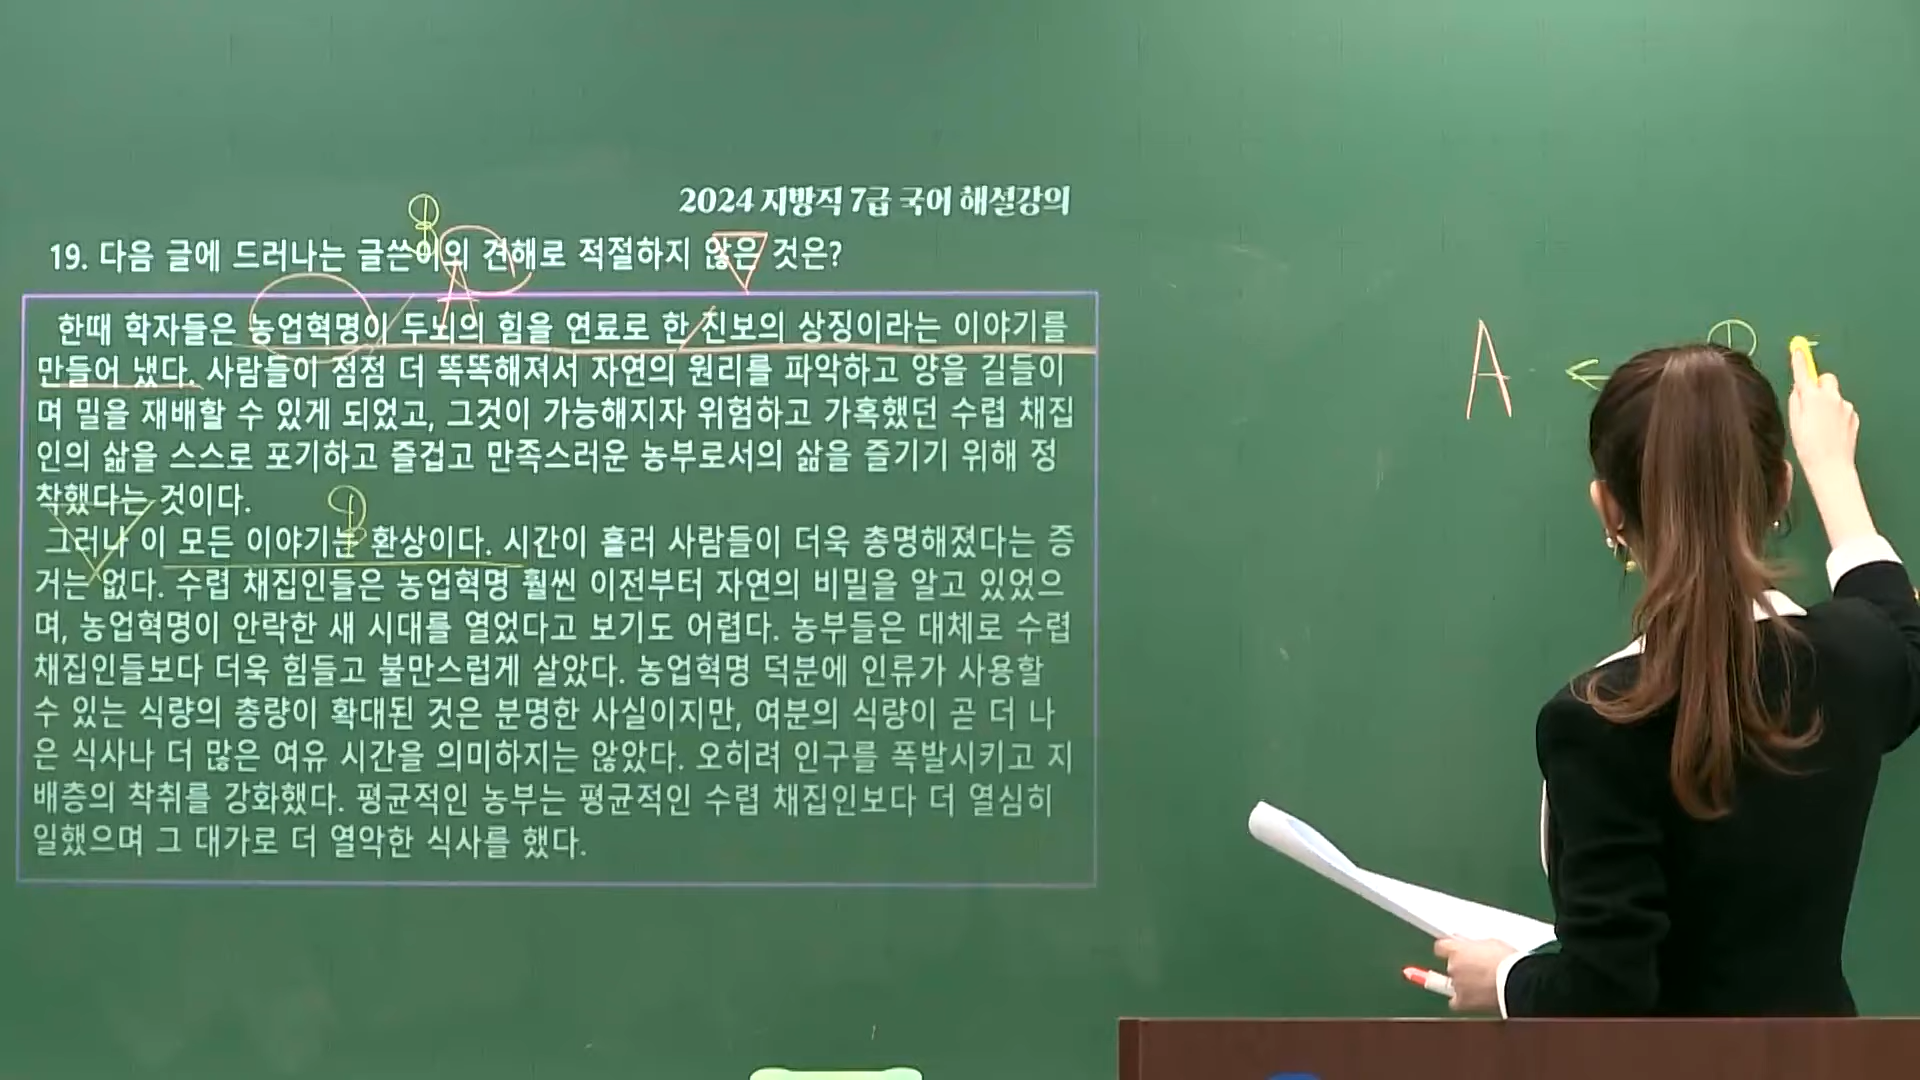 2024 지방직 7급 국어 해설강의
19. 다음 글에 드러나는 글쓴이의 견해로 적절하지 않은 것은?
한때 학자들은 농업혁명이 두뇌의 힘을 연료로 한 진보의 상징이라는 이야기를
만들어 냈다. 사람들이 점점 더 똑똑해져서 자연의 원리를 파악하고 양을 길들이
며 밀을 재배할 수 있게 되었고, 그것이 가능해지자 위험하고 가혹했던 수렵 채집
인의 삶을 스스로 포기하고 즐겁고 만족스러운 농부로서의 삶을 즐기기 위해 정
착했다는 것이다.
그러나 이 모든 이야기는 환상이다. 시간이 흘러 사람들이 더욱 총명해졌다는 증
거는 없다. 수렵 채집인들은 농업혁명 훨씬 이전부터 자연의 비밀을 알고 있었으
며, 농업혁명이 안락한 새 시대를 열었다고 보기도 어렵다. 농부들은 대체로 수렵
채집인들보다 더욱 힘들고 불만스럽게 살았다. 농업혁명 덕분에 인류가 사용할
수 있는 식량의 총량이 확대된 것은 분명한 사실이지만, 여분의 식량이 곧 더 나
은 식사나 더 많은 여유 시간을 의미하지는 않았다. 오히려 인구를 폭발시키고 지
배층의 착취를 강화했다. 평균적인 농부는 평균적인 수렵 채집인보다 더 열심히
일했으며 그 대가로 더 열악한 식사를 했다.
B
A
B
A ←